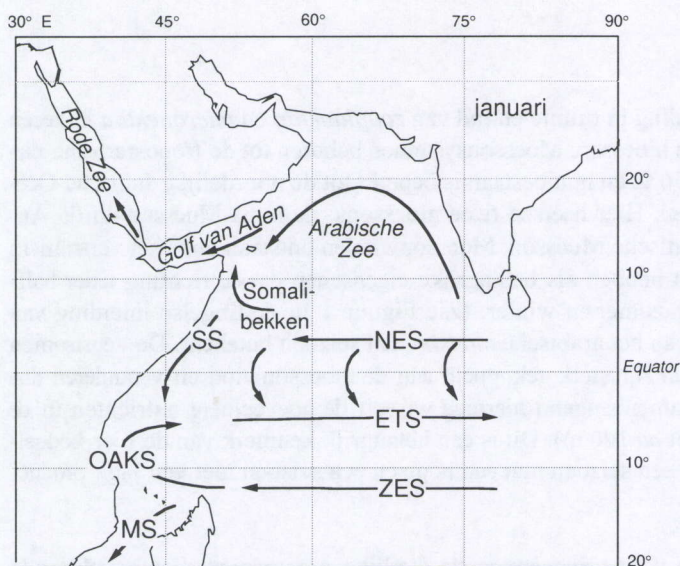 30° E 45° 60° 75° 90°
januari
Rode Zee
20°
Golf van Aden
Arabische
Zee
10°
Somali-
bekken
SS
NES
Equator
ETS
OAKS
10°
ZES
MS
20°